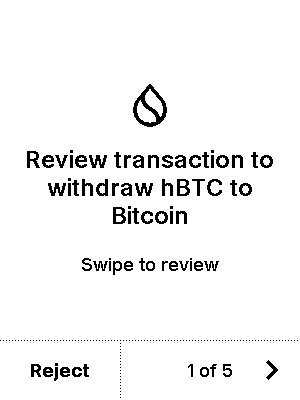 Review transaction to
withdraw hBTC to
Bitcoin
Swipe to review
Reject
1 of 5